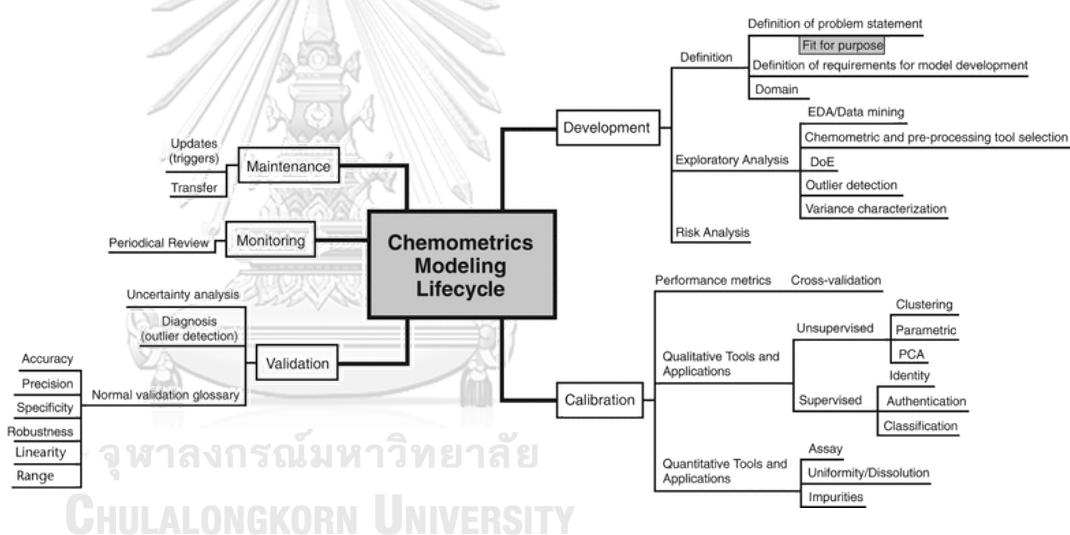 Chemometrics
Modeling
Lifecycle
Development
Definition
Definition of problem statement
Fit for purpose
Definition of requirements for model development
Domain
Exploratory Analysis
EDA/Data mining
Chemometric and pre-processing tool selection
DoE
Outlier detection
Variance characterization
Risk Analysis
Calibration
Performance metrics Cross-validation
Qualitative Tools and
Applications
Unsupervised
Clustering
Parametric
PCA
Supervised
Identity
Authentication
Classification
Quantitative Tools and
Applications
Assay
Uniformity/Dissolution
Impurities
Maintenance
Updates
(triggers)
Transfer
Monitoring
Periodical Review
Validation
Uncertainty analysis
Diagnosis
(outlier detection)
Normal validation glossary
Accuracy
Precision
Specificity
Robustness
Linearity
Range
จุฬาลงกรณ์มหาวิทยาลัย
CHULALONGKORN UNIVERSITY